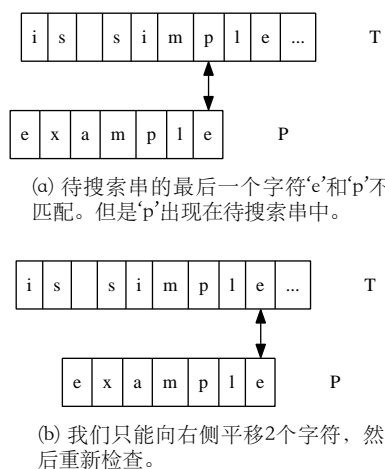 i s s i m p l e ... T
e x a m p l e P
(a) 待搜索串的最后一个字符‘e’和‘p’不
匹配。但是‘p’出现在待搜索串中。
i s s i m p l e ... T
e x a m p l e P
(b) 我们只能向右侧平移2个字符，然
后重新检查。